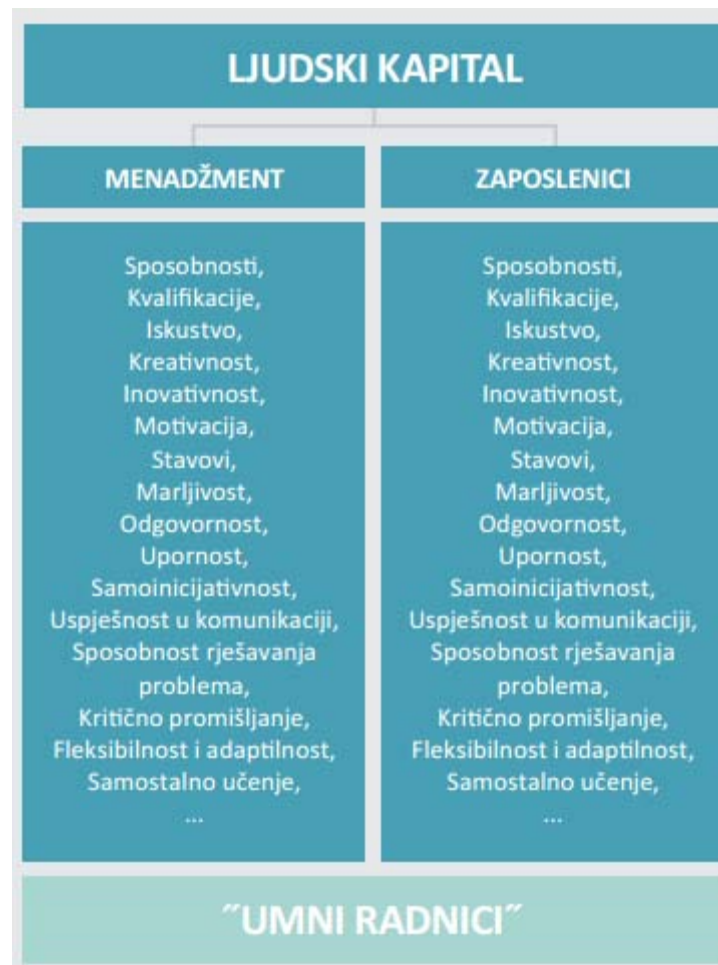 LJUDSKI KAPITAL
MENADŽMENT
Sposobnosti,
Kvalifikacije,
Iskustvo,
Kreativnost,
Inovativnost,
Motivacija,
Stavovi,
Marljivost,
Odgovornost,
Upornost,
Samoinicijativnost,
Uspješnost u komunikaciji,
Sposobnost rješavanja
problema,
Kritično promišljanje,
Fleksibilnost i adaptilnost,
Samostalno učenje,
...
ZAPOSLENICI
Sposobnosti,
Kvalifikacije,
Iskustvo,
Kreativnost,
Inovativnost,
Motivacija,
Stavovi,
Marljivost,
Odgovornost,
Upornost,
Samoinicijativnost,
Uspješnost u komunikaciji,
Sposobnost rješavanja
problema,
Kritično promišljanje,
Fleksibilnost i adaptilnost,
Samostalno učenje,
...
˝UMNI RADNICI˝